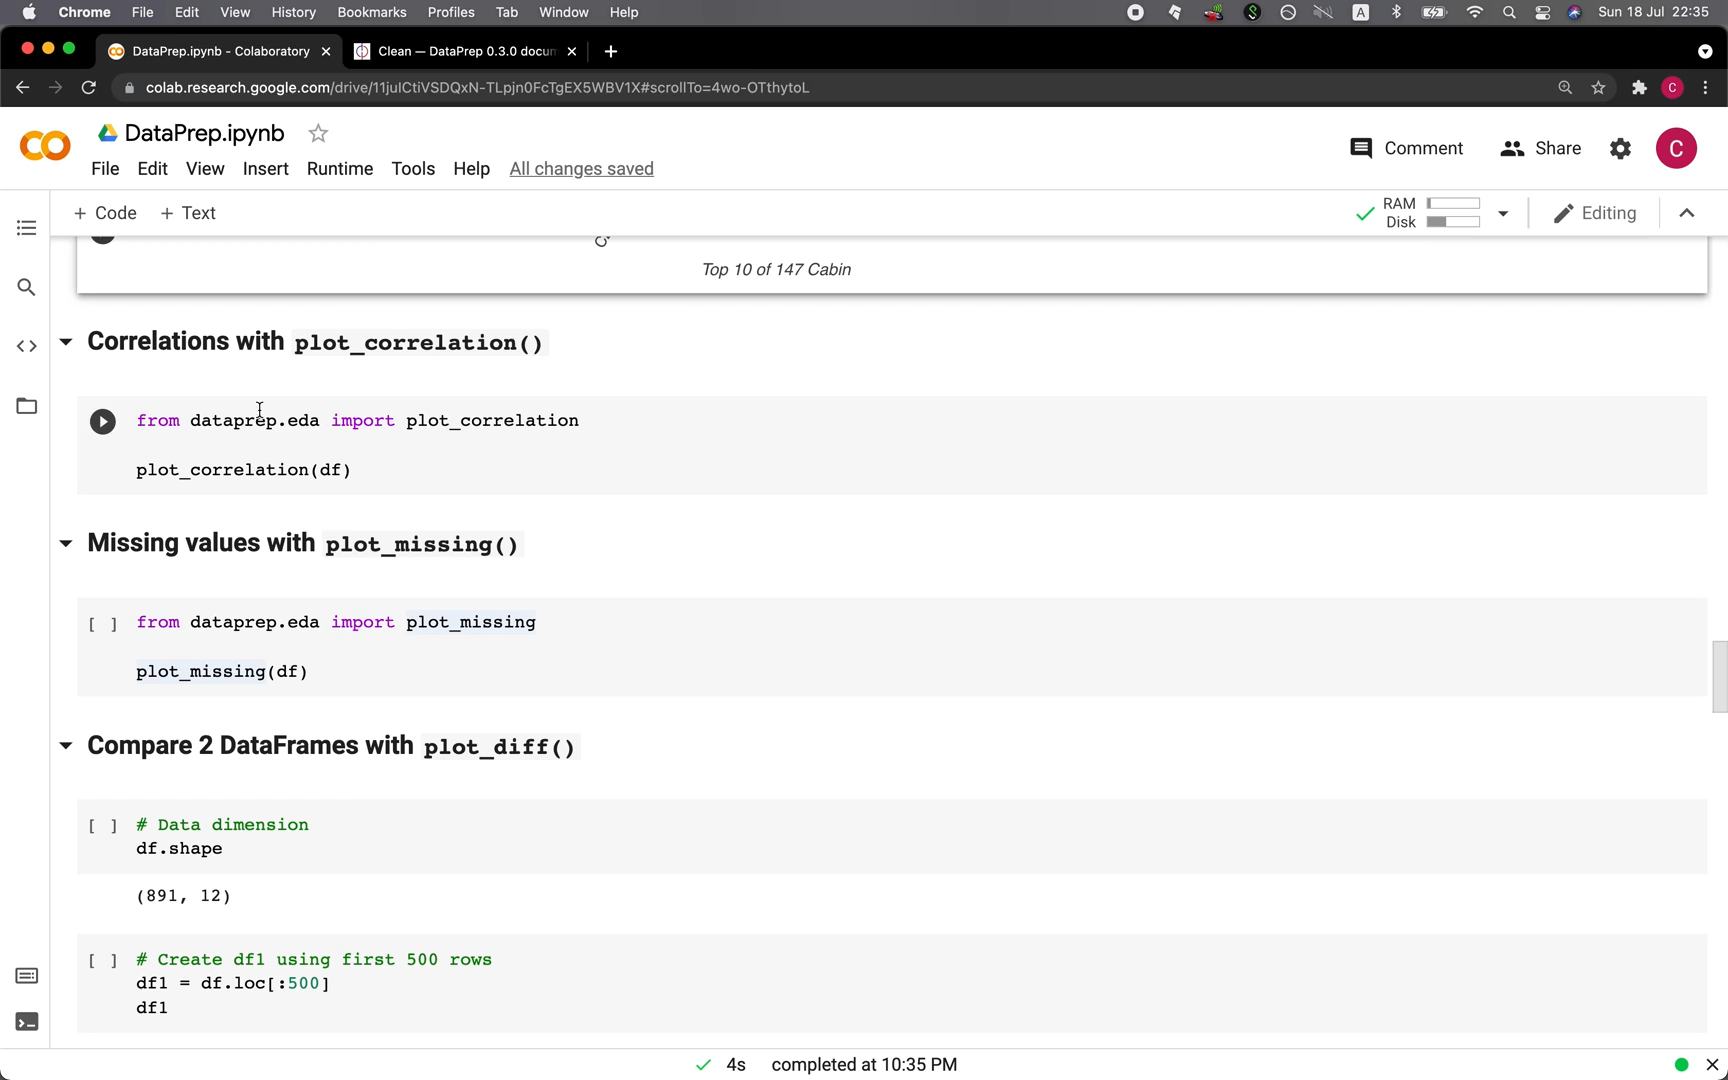 Chrome File Edit View History Bookmarks Profiles Tab Window Help
A
Sun 18 Jul 22:35
DataPrep.ipynb - Colaboratory
Clean — DataPrep 0.3.0 docum
colab.research.google.com/drive/11julCtiVSDQxN-TLpjn0FcTgEX5WBV1X#scrollTo=4wo-OTthytoL
C
DataPrep.ipynb
File Edit View Insert Runtime Tools Help All changes saved
Comment
Share
C
+ Code + Text
RAM
Disk
Editing
Top 10 of 147 Cabin
Correlations with plot_correlation()
from dataprep.eda import plot_correlation
plot_correlation(df)
Missing values with plot_missing()
[ ] from dataprep.eda import plot_missing
plot_missing(df)
Compare 2 DataFrames with plot_diff()
[ ] # Data dimension
df.shape
(891, 12)
[ ] # Create df1 using first 500 rows
df1 = df.loc[:500]
df1
4s completed at 10:35 PM